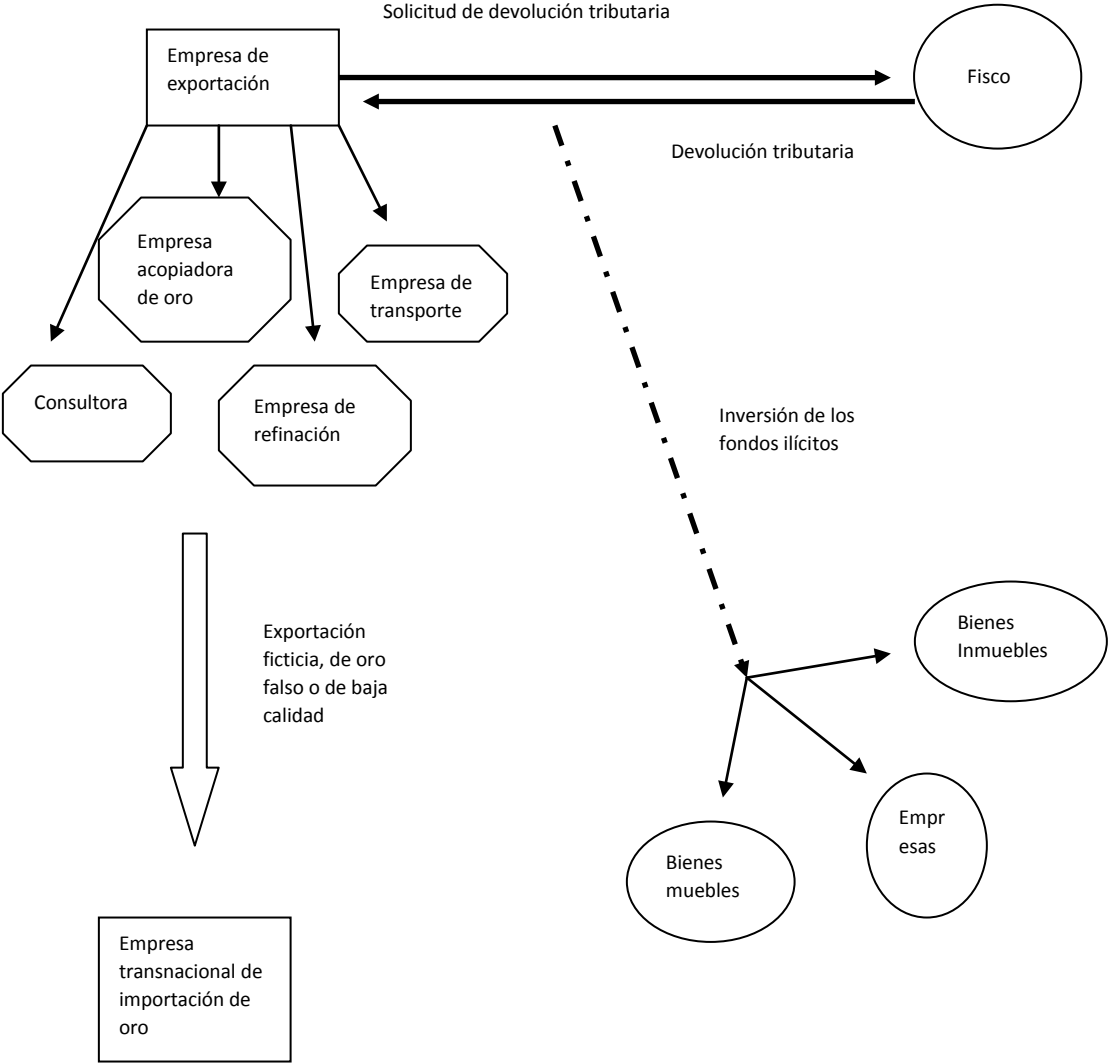 Solicitud de devolución tributaria
Empresa de
exportación
Fisco
Devolución tributaria
Empresa
acopiadora
de oro
Empresa de
transporte
Consultora
Empresa de
refinación
Inversión de los
fondos ilícitos
Exportación
ficticia, de oro
falso o de baja
calidad
Bienes
Inmuebles
Empr
esas
Bienes
muebles
Empresa
transnacional de
importación de
oro